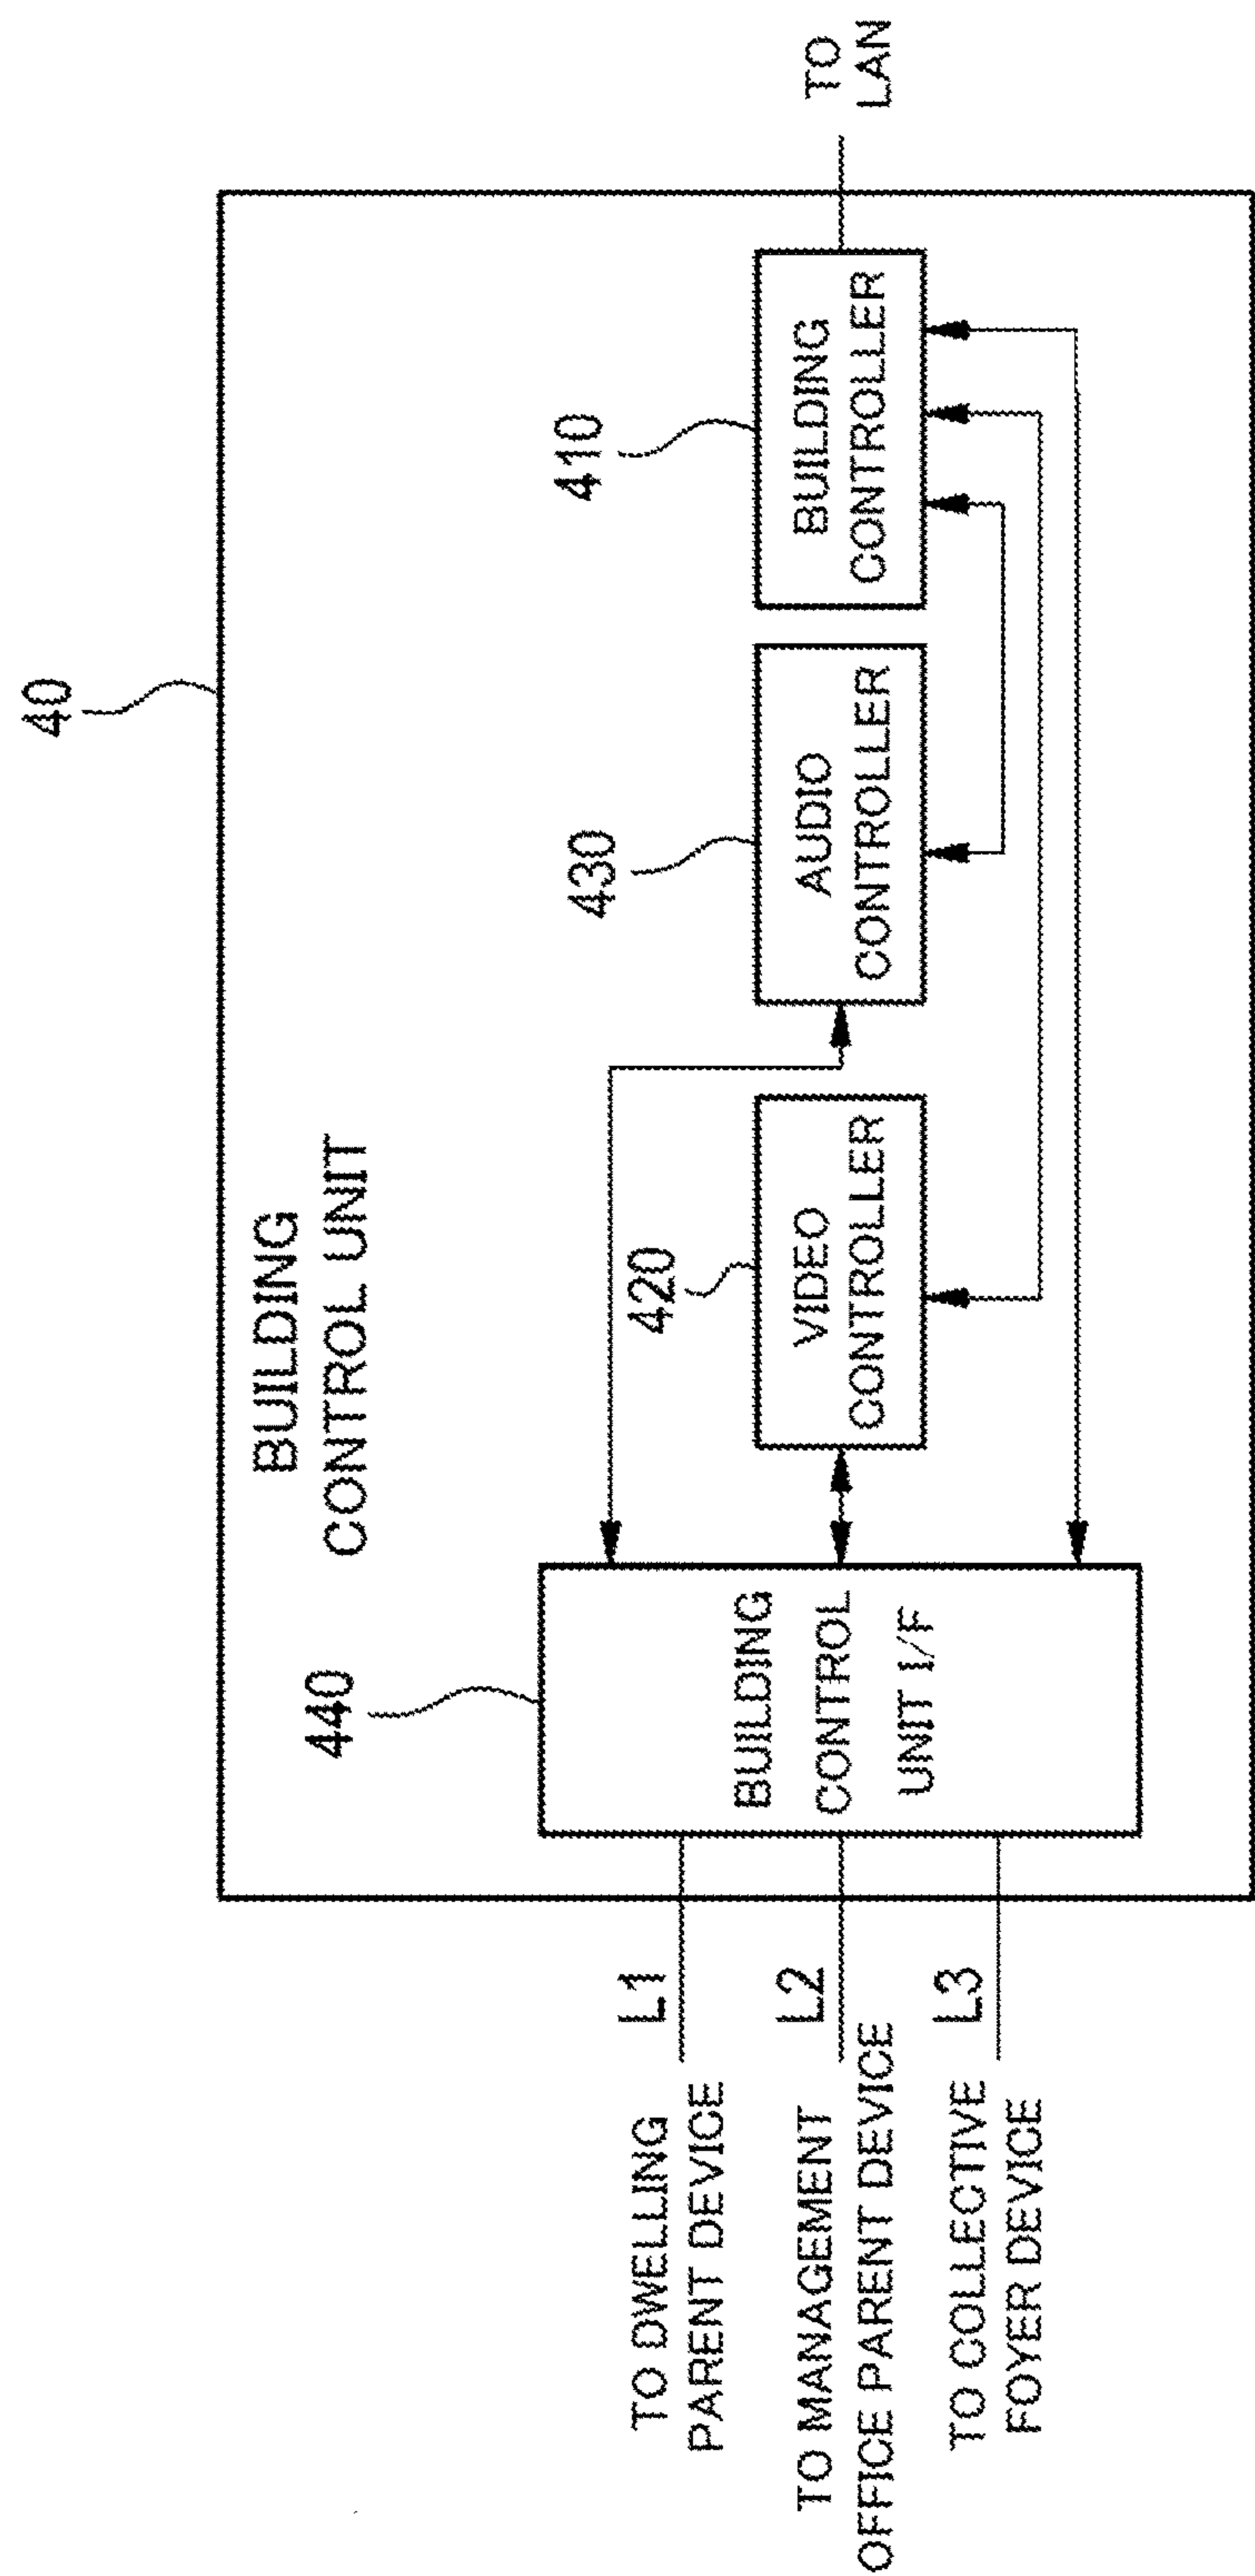 40
BUILDING
CONTROL UNIT
440
BUILDING
CONTROL
UNIT I/F
420
VIDEO
CONTROLLER
430
AUDIO
CONTROLLER
410
BUILDING
CONTROLLER
TO
LAN
L1
TO DWELLING
PARENT DEVICE
L2
TO MANAGEMENT
OFFICE PARENT DEVICE
L3
TO COLLECTIVE
FOYER DEVICE